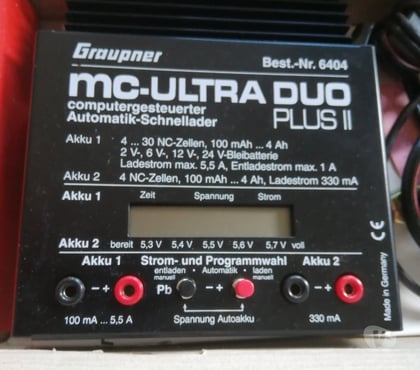 Graupner
Best.-Nr. 6404
mc-ULTRA DUO
PLUS II
computergesteuerter
Automatik-Schnellader
Akku 1 4 ... 30 NC-Zellen, 100 mAh ... 4 Ah
2 V-, 6 V-, 12 V-, 24 V-Bleibatterie
Ladestrom max. 5,5 A, Entladestrom max. 1 A
Akku 2 4 NC-Zellen, 100 mAh ... 4 Ah, Ladestrom 330 mA
Akku 1 Zeit Spannung Strom
Akku 2 bereit 5,3 V 5,4 V 5,5 V 5,6 V 5,7 V voll
Akku 1 Strom- und Programmwahl Akku 2
entladen • Automatik • laden
manuell manuell
- + Pb - + - +
100 mA ... 5,5 A Spannung Autoakku 330 mA
CE
Made in Germany